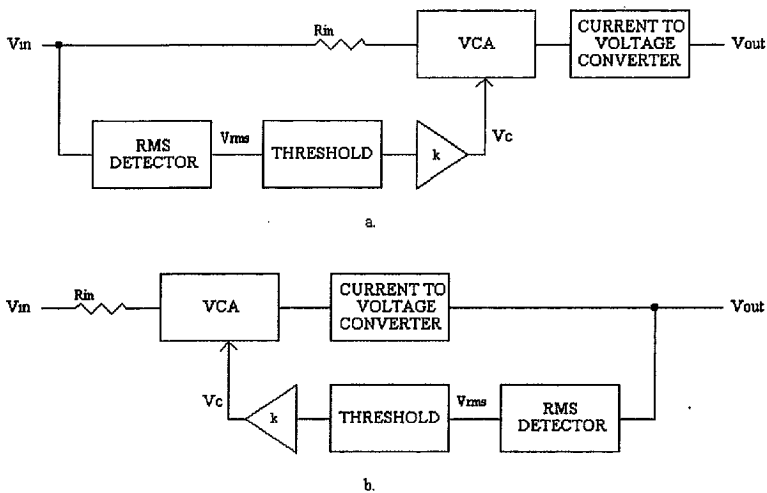 Vin
Rin
VCA
CURRENT TO
VOLTAGE
CONVERTER
Vout
RMS
DETECTOR
Vrms
THRESHOLD
k
Vc
a.
Vin
Rin
VCA
CURRENT TO
VOLTAGE
CONVERTER
Vout
Vc
k
THRESHOLD
Vrms
RMS
DETECTOR
b.